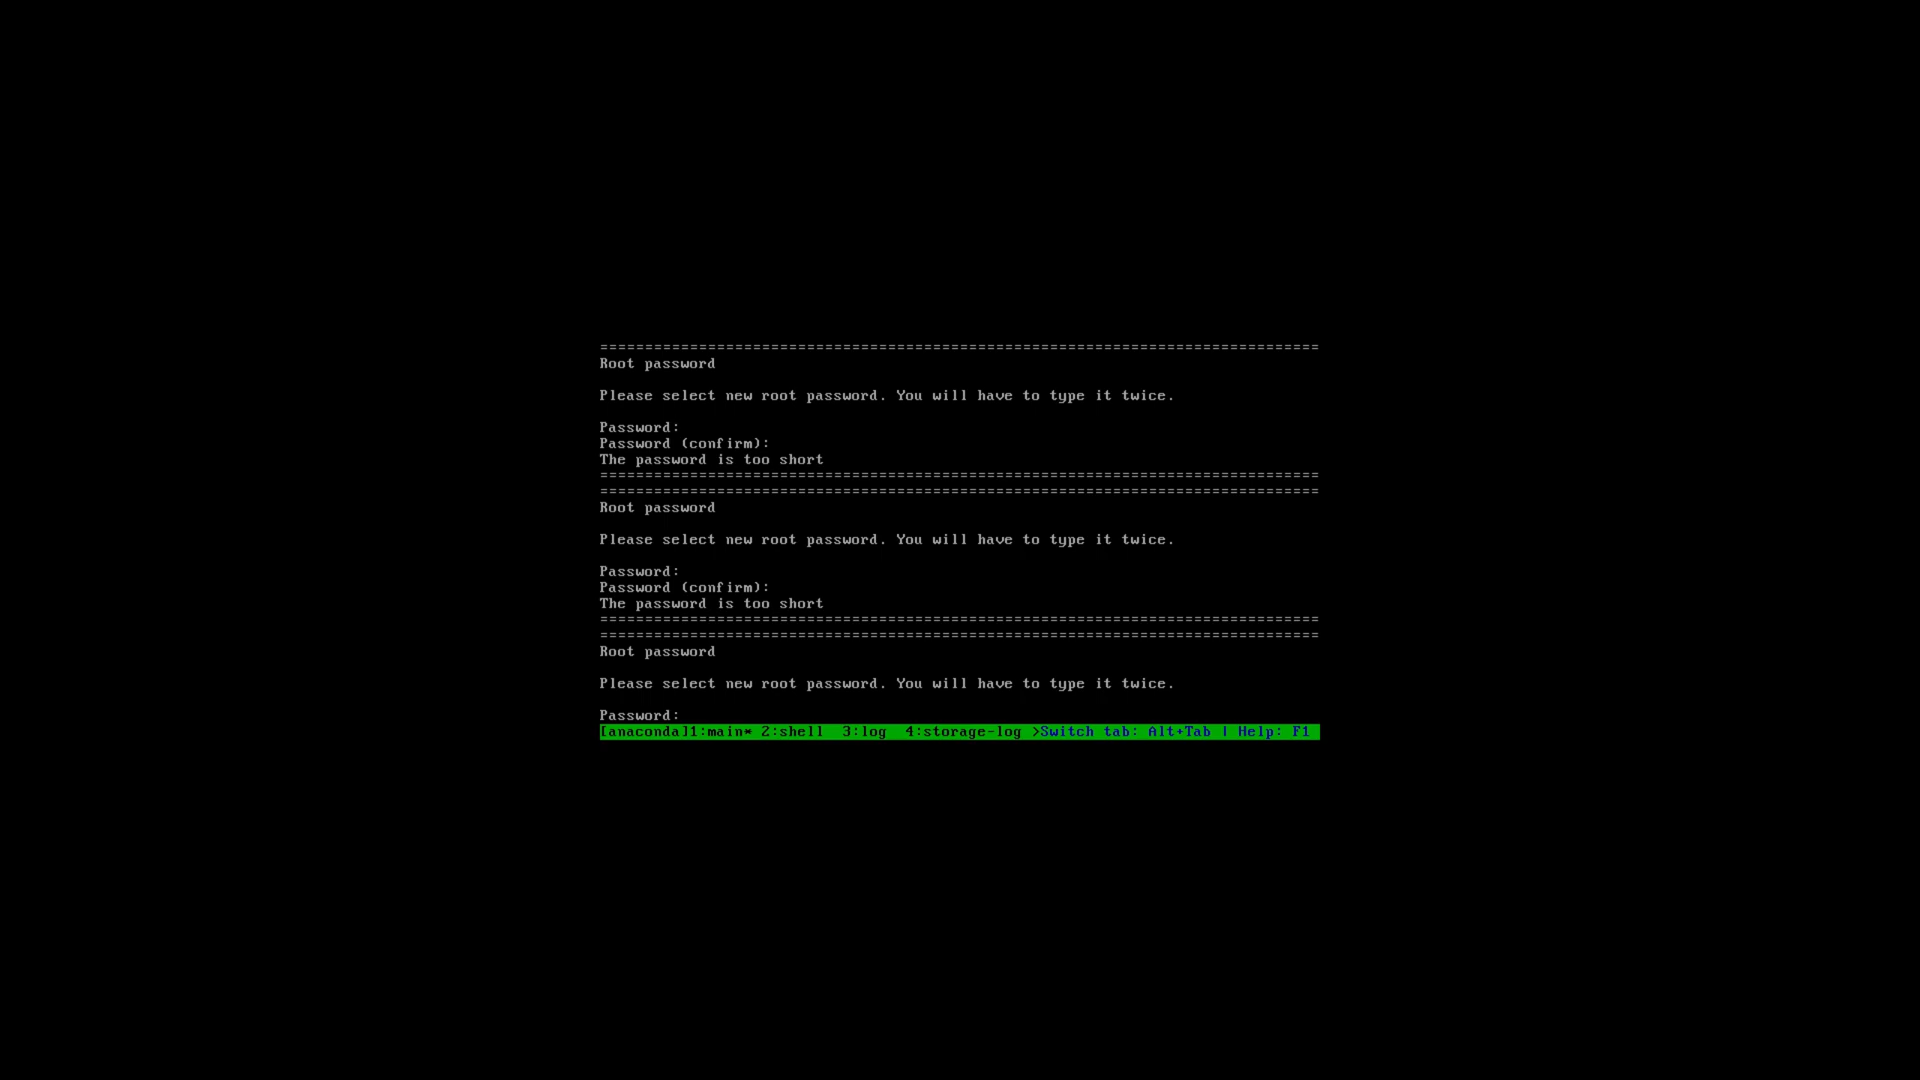 ================================================================================
Root password
Please select new root password. You will have to type it twice.
Password:
Password (confirm):
The password is too short
================================================================================
================================================================================
Root password
Please select new root password. You will have to type it twice.
Password:
Password (confirm):
The password is too short
================================================================================
================================================================================
Root password
Please select new root password. You will have to type it twice.
Password:
[anaconda]1:main* 2:shell  3:log  4:storage-log >Switch tab: Alt+Tab | Help: F1